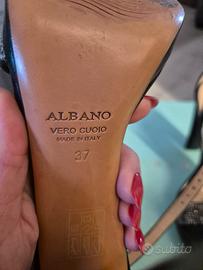 ALBANO
VERO CUOIO
MADE IN ITALY
37
subito